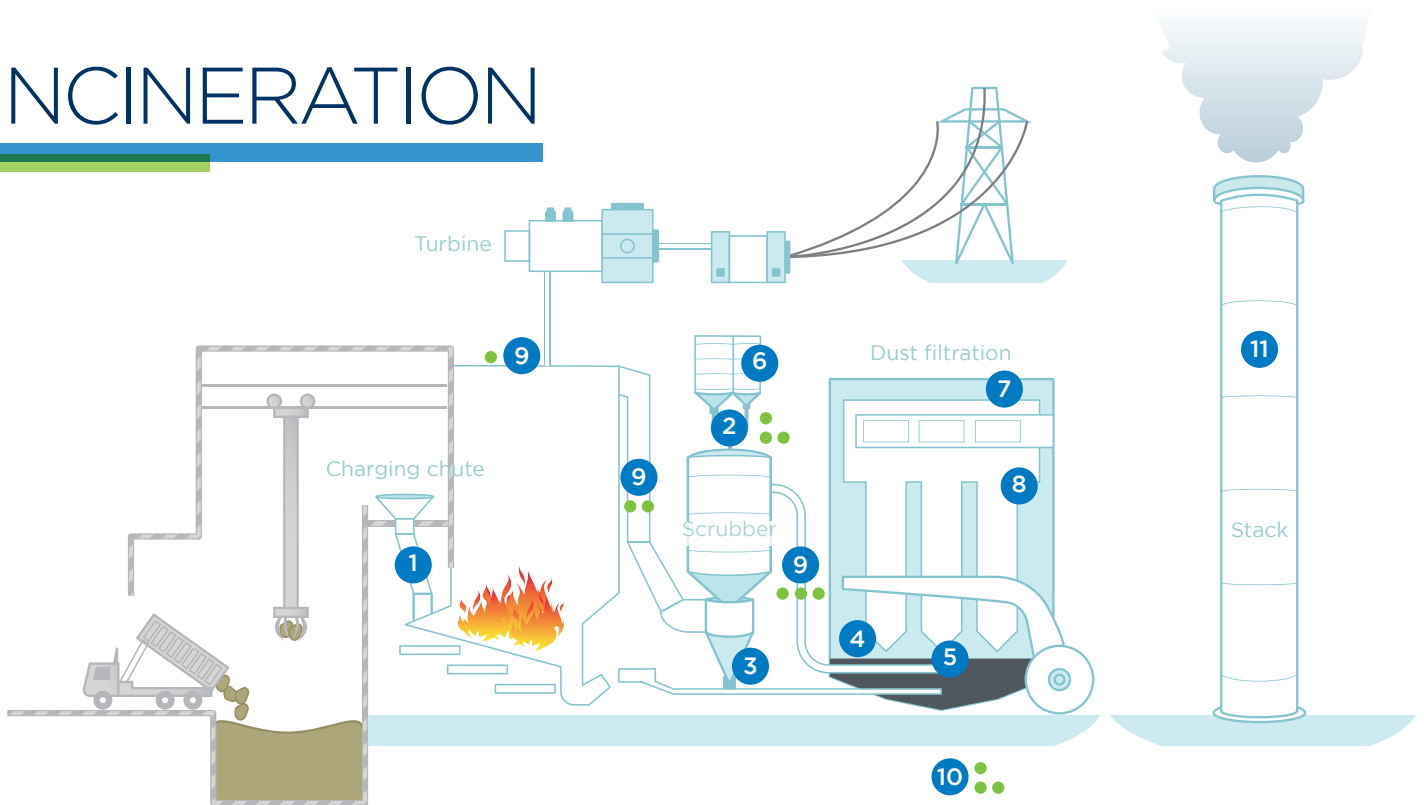 NCINERATION
Turbine
9
6
Dust filtration
7
11
2
Charging chute
9
8
Scrubber
Stack
1
9
4
5
3
10